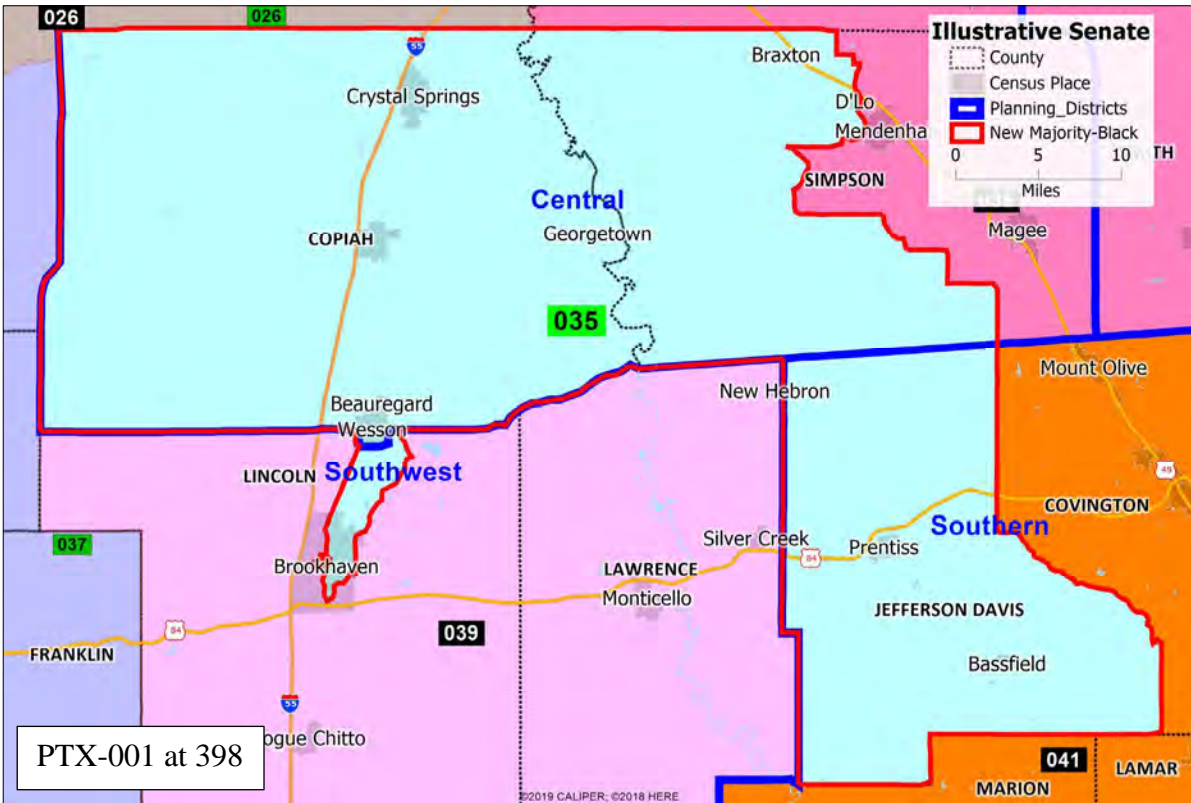 026
026
Illustrative Senate
County
Census Place
Planning_Districts
New Majority-Black
0 5 10
Miles
TH
55
Braxton
Crystal Springs
D'Lo
Mendenha
SIMPSON
Central
Georgetown
COPIAH
Magee
035
Mount Olive
New Hebron
Beauregard
Wesson
LINCOLN
Southwest
49
COVINGTON
Southern
037
Silver Creek
84
Prentiss
Brookhaven
LAWRENCE
Monticello
JEFFERSON DAVIS
84
039
FRANKLIN
Bassfield
55
ogue Chitto
PTX-001 at 398
041
LAMAR
MARION
©2019 CALIPER; ©2018 HERE